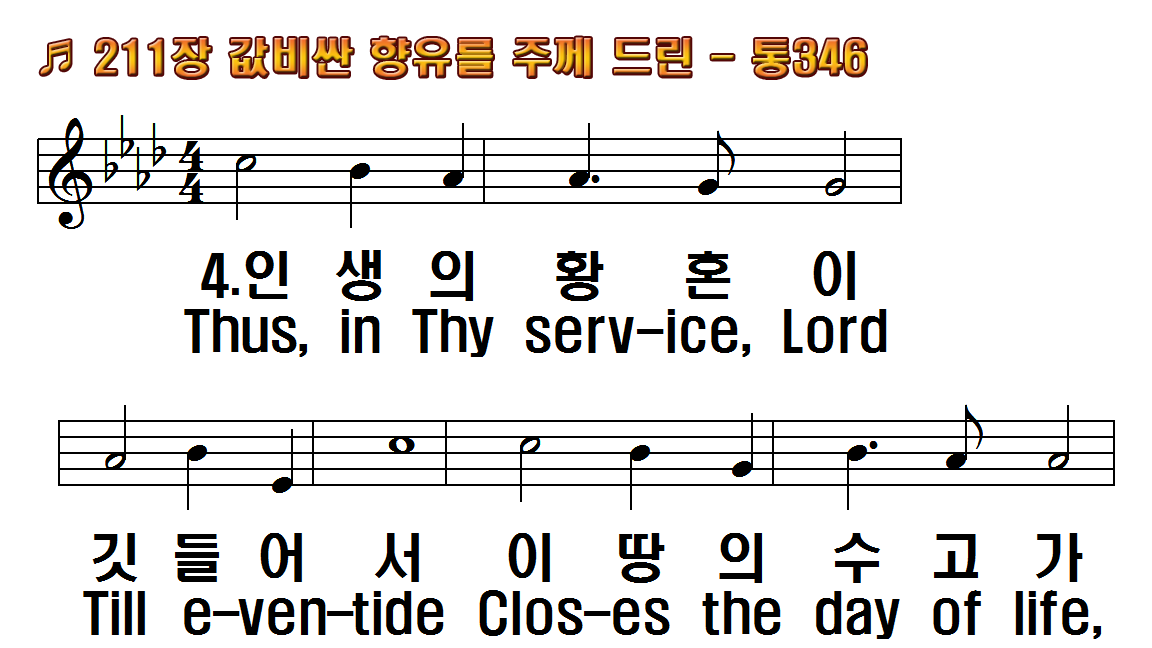 ♬ 211장 값비싼 향유를 주께 드린 - 통346
4 4
4.인 생 의 황 혼 이
Thus, in Thy serv-ice, Lord
깃 들 어 서 이 땅 의 수 고 가
Till e-ven-tide Clos-es the day of life,